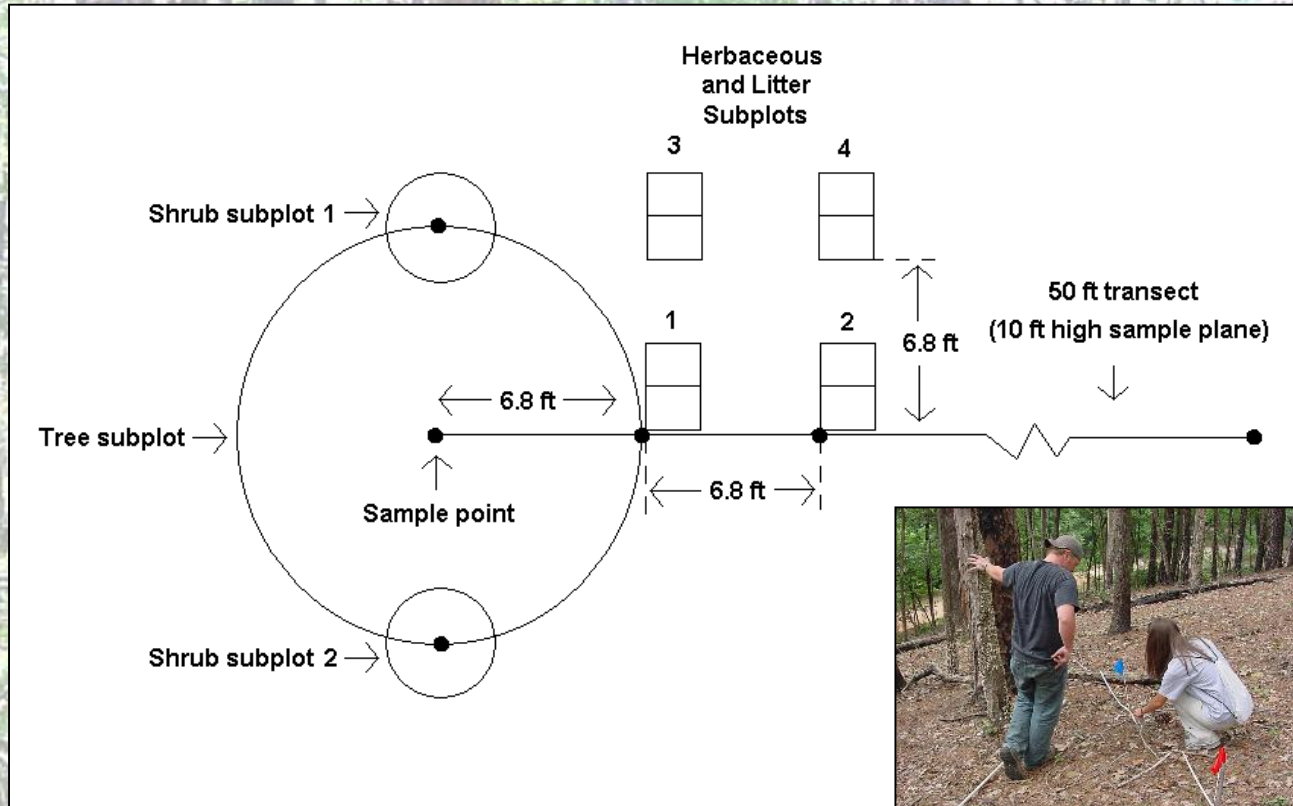 Herbaceous
and Litter
Subplots
3
4
Shrub subplot 1
50 ft transect
(10 ft high sample plane)
1
2
6.8 ft
6.8 ft
Tree subplot
6.8 ft
Sample point
Shrub subplot 2